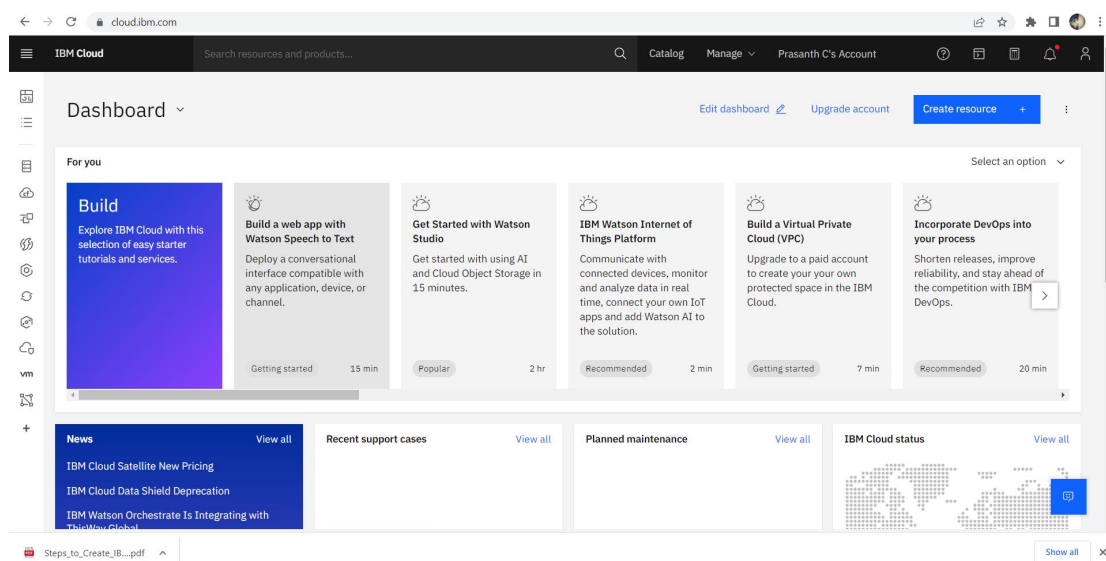 cloud.ibm.com
IBM Cloud
Search resources and products...
Catalog
Manage
Prasanth C's Account
Dashboard
Edit dashboard
Upgrade account
Create resource +
For you
Select an option
Build
Explore IBM Cloud with this
selection of easy starter
tutorials and services.
Build a web app with
Watson Speech to Text
Deploy a conversational
interface compatible with
any application, device, or
channel.
Getting started
15 min
Get Started with Watson
Studio
Get started with using AI
and Cloud Object Storage in
15 minutes.
Popular
2 hr
IBM Watson Internet of
Things Platform
Communicate with
connected devices, monitor
and analyze data in real
time, connect your own IoT
apps and add Watson AI to
the solution.
Recommended
2 min
Build a Virtual Private
Cloud (VPC)
Upgrade to a paid account
to create your your own
protected space in the IBM
Cloud.
Getting started
7 min
Incorporate DevOps into
your process
Shorten releases, improve
reliability, and stay ahead of
the competition with IBM
DevOps.
Recommended
20 min
vm
News
View all
IBM Cloud Satellite New Pricing
IBM Cloud Data Shield Deprecation
IBM Watson Orchestrate Is Integrating with
ThisWay Global
Recent support cases
View all
Planned maintenance
View all
IBM Cloud status
View all
Steps_to_Create_IB....pdf
Show all